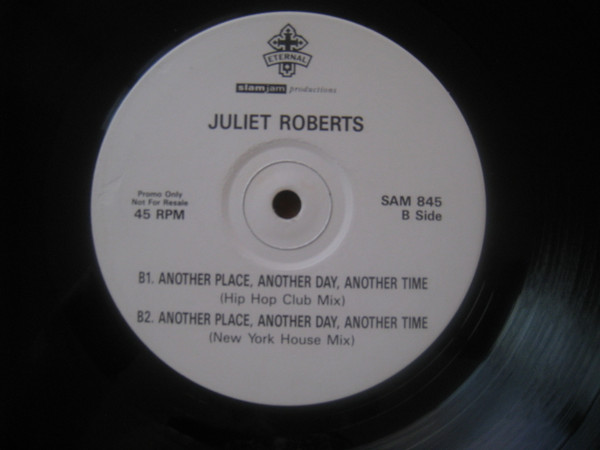 ETERNAL
slamjam productions
JULIET ROBERTS
Promo Only
Not For Resale
45 RPM
SAM 845
B Side
B1. ANOTHER PLACE, ANOTHER DAY, ANOTHER TIME
(Hip Hop Club Mix)
B2. ANOTHER PLACE, ANOTHER DAY, ANOTHER TIME
(New York House Mix)